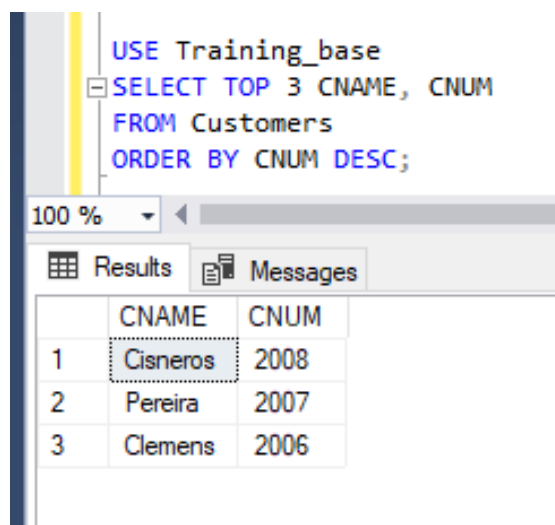 USE Training_base
SELECT TOP 3 CNAME, CNUM
FROM Customers
ORDER BY CNUM DESC;
100 %
Results Messages
CNAME CNUM
1 Cisneros 2008
2 Pereira 2007
3 Clemens 2006